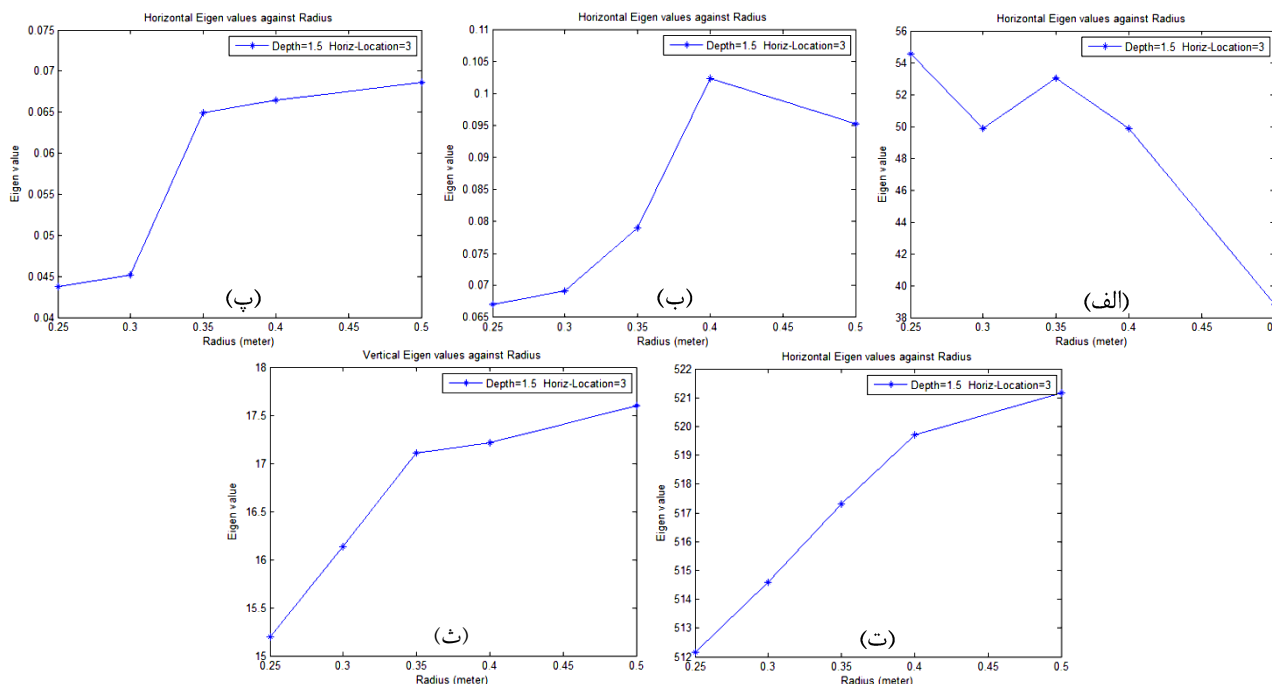 Horizontal Eigen values against Radius
Depth=1.5 Horiz-Location=3
0.075
0.07
0.065
0.06
0.055
0.05
0.045
0.04
Eigen value
0.25 0.3 0.35 0.4 0.45 0.5
Radius (meter)
(پ)
Horizontal Eigen values against Radius
Depth=1.5 Horiz-Location=3
0.11
0.105
0.1
0.095
0.09
0.085
0.08
0.075
0.07
0.065
Eigen value
0.25 0.3 0.35 0.4 0.45 0.5
Radius (meter)
(ب)
Horizontal Eigen values against Radius
Depth=1.5 Horiz-Location=3
56
54
52
50
48
46
44
42
40
38
Eigen value
0.25 0.3 0.35 0.4 0.45 0.5
Radius (meter)
(الف)
Vertical Eigen values against Radius
Depth=1.5 Horiz-Location=3
18
17.5
17
16.5
16
15.5
15
Eigen value
0.25 0.3 0.35 0.4 0.45 0.5
Radius (meter)
(ث)
Horizontal Eigen values against Radius
Depth=1.5 Horiz-Location=3
522
521
520
519
518
517
516
515
514
513
512
Eigen value
0.25 0.3 0.35 0.4 0.45 0.5
Radius (meter)
(ت)